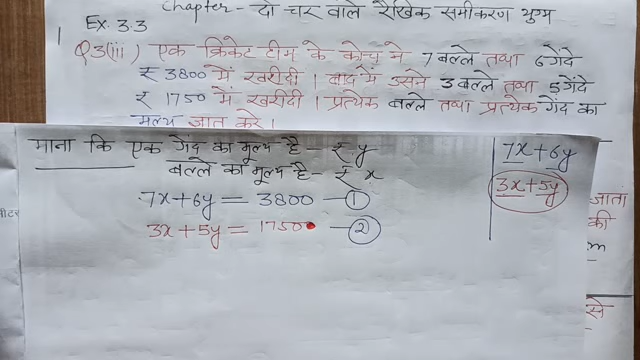 Chapter - दो चर वाले रैखिक समीकरण युग्म
Ex 3.3
1
Q3(iii) एक क्रिकेट टीम के कोच ने 7 बल्ले तथा 6 गेंदे
₹ 3800 में खरीदी । बाद में उसने 3 बल्ले तथा 5 गेंदे
₹ 1750 में खरीदी । प्रत्येक बल्ले तथा प्रत्येक गेंद का
मूल्य ज्ञात करे ।
माना कि एक गेंद का मूल्य है - ₹ y
बल्ले का मूल्य है - ₹ x
7x+6y = 3800 — ①
3x+5y = 1750 — ②
7x+6y
3x+5y
जाता
की
से